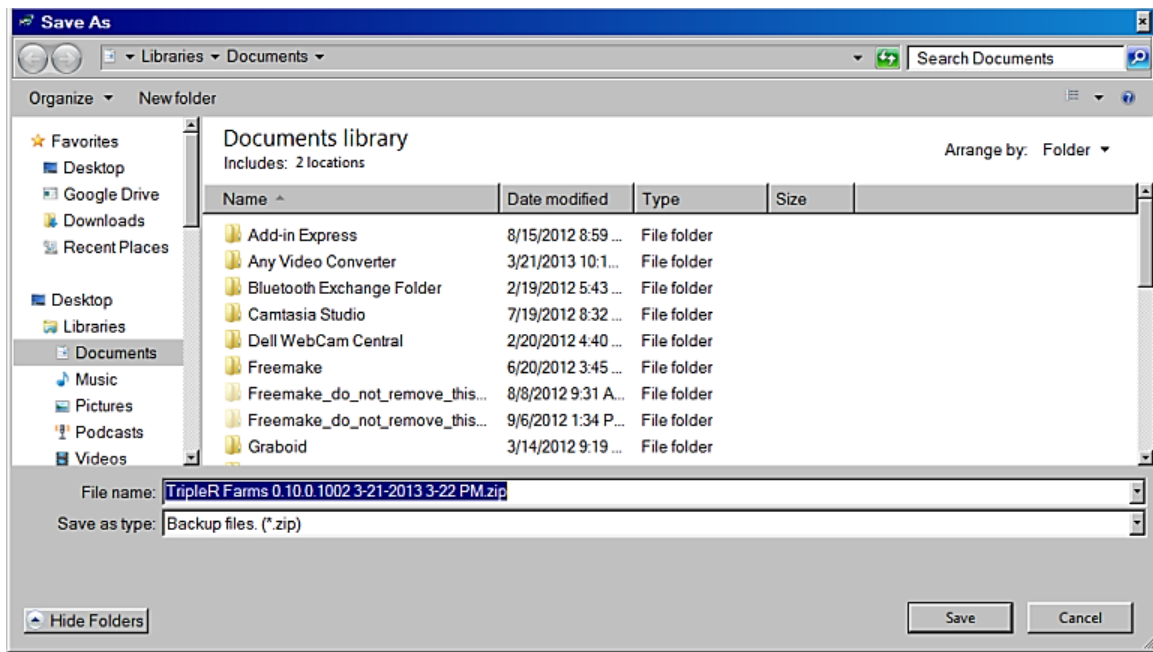 Save As
Libraries Documents Search Documents
Organize New folder
Favorites
Desktop
Google Drive
Downloads
Recent Places
Desktop
Libraries
Documents
Music
Pictures
Podcasts
Videos
Documents library
Includes: 2 locations
Arrange by: Folder
Name Date modified Type Size
Add-in Express 8/15/2012 8:59 ... File folder
Any Video Converter 3/21/2013 10:1... File folder
Bluetooth Exchange Folder 2/19/2012 5:43 ... File folder
Camtasia Studio 7/19/2012 8:32 ... File folder
Dell WebCam Central 2/20/2012 4:40 ... File folder
Freemake 6/20/2012 3:45 ... File folder
Freemake_do_not_remove_this... 8/8/2012 9:31 A... File folder
Freemake_do_not_remove_this... 9/6/2012 1:34 P... File folder
Graboid 3/14/2012 9:19 ... File folder
File name: TripleR Farms 0.10.0.1002 3-21-2013 3-22 PM.zip
Save as type: Backup files. (*.zip)
Hide Folders Save Cancel